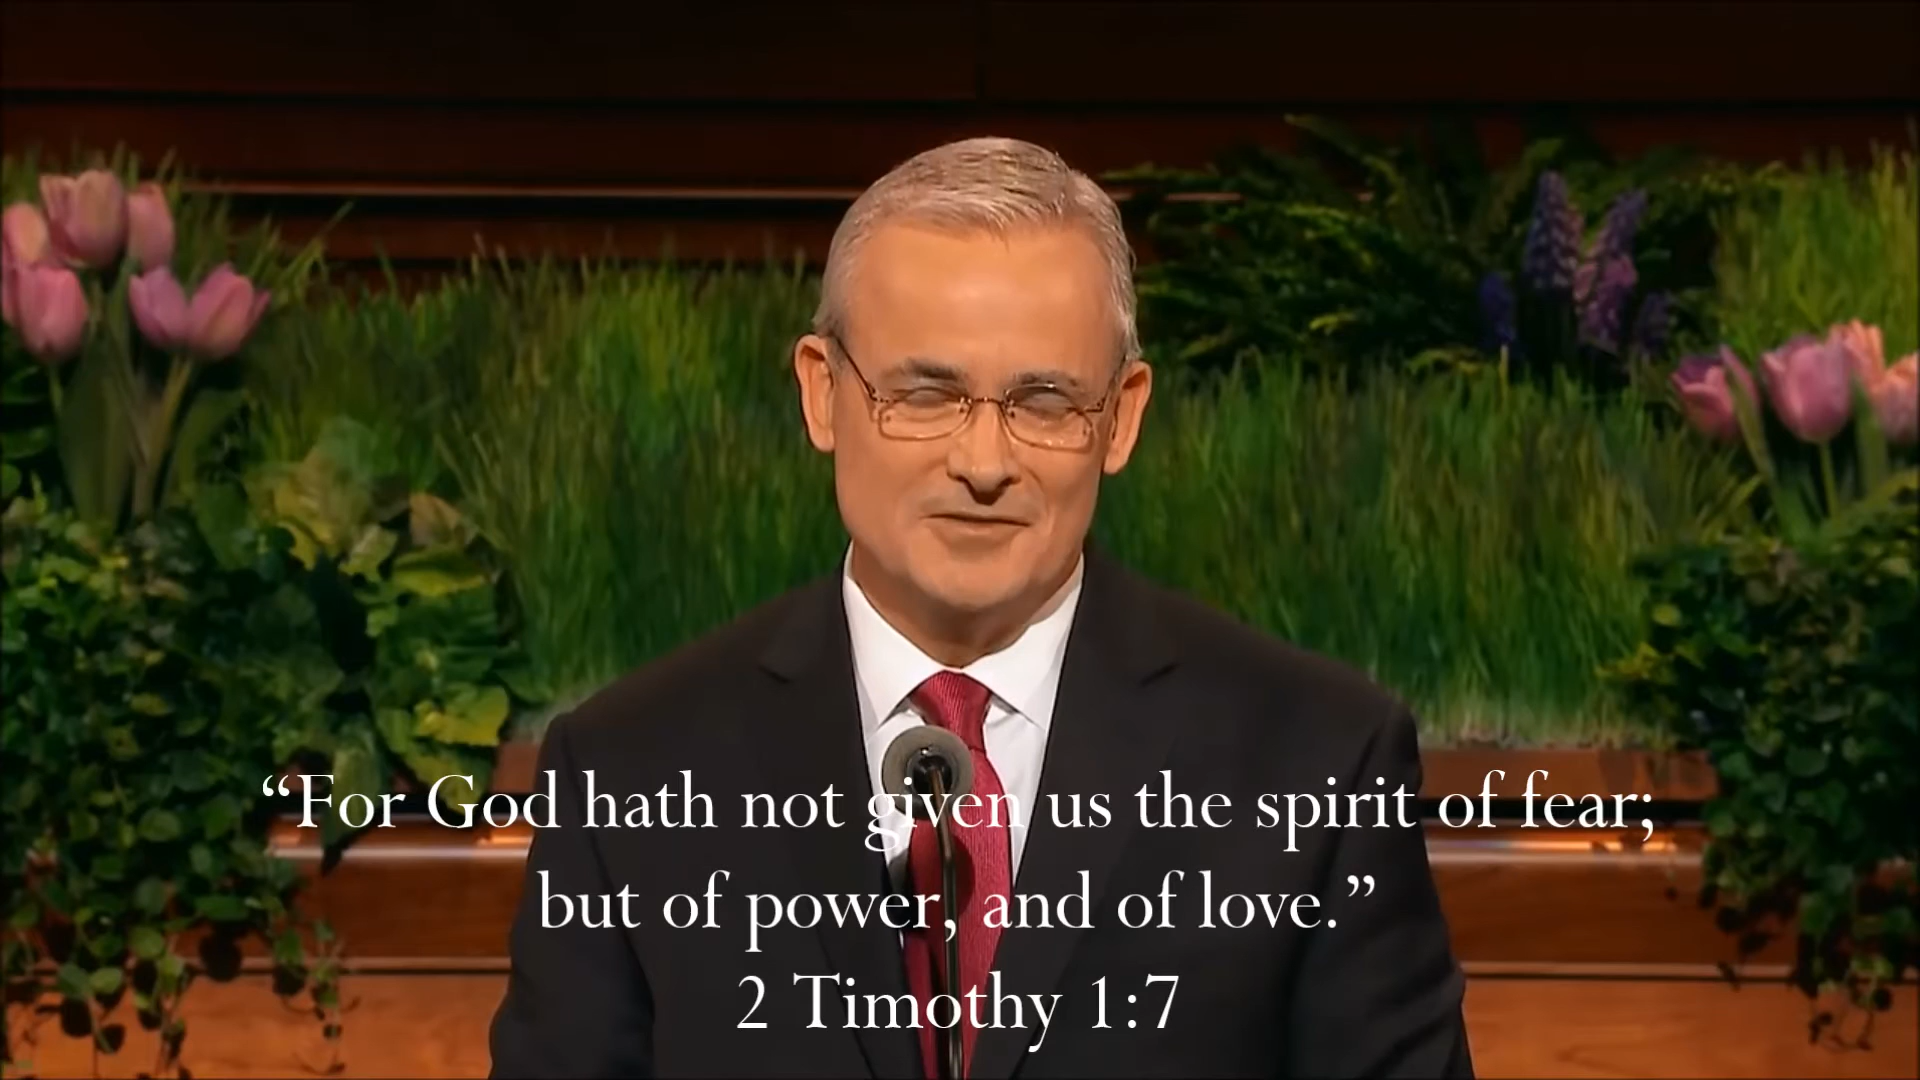 “For God hath not given us the spirit of fear;
but of power, and of love.”
2 Timothy 1:7